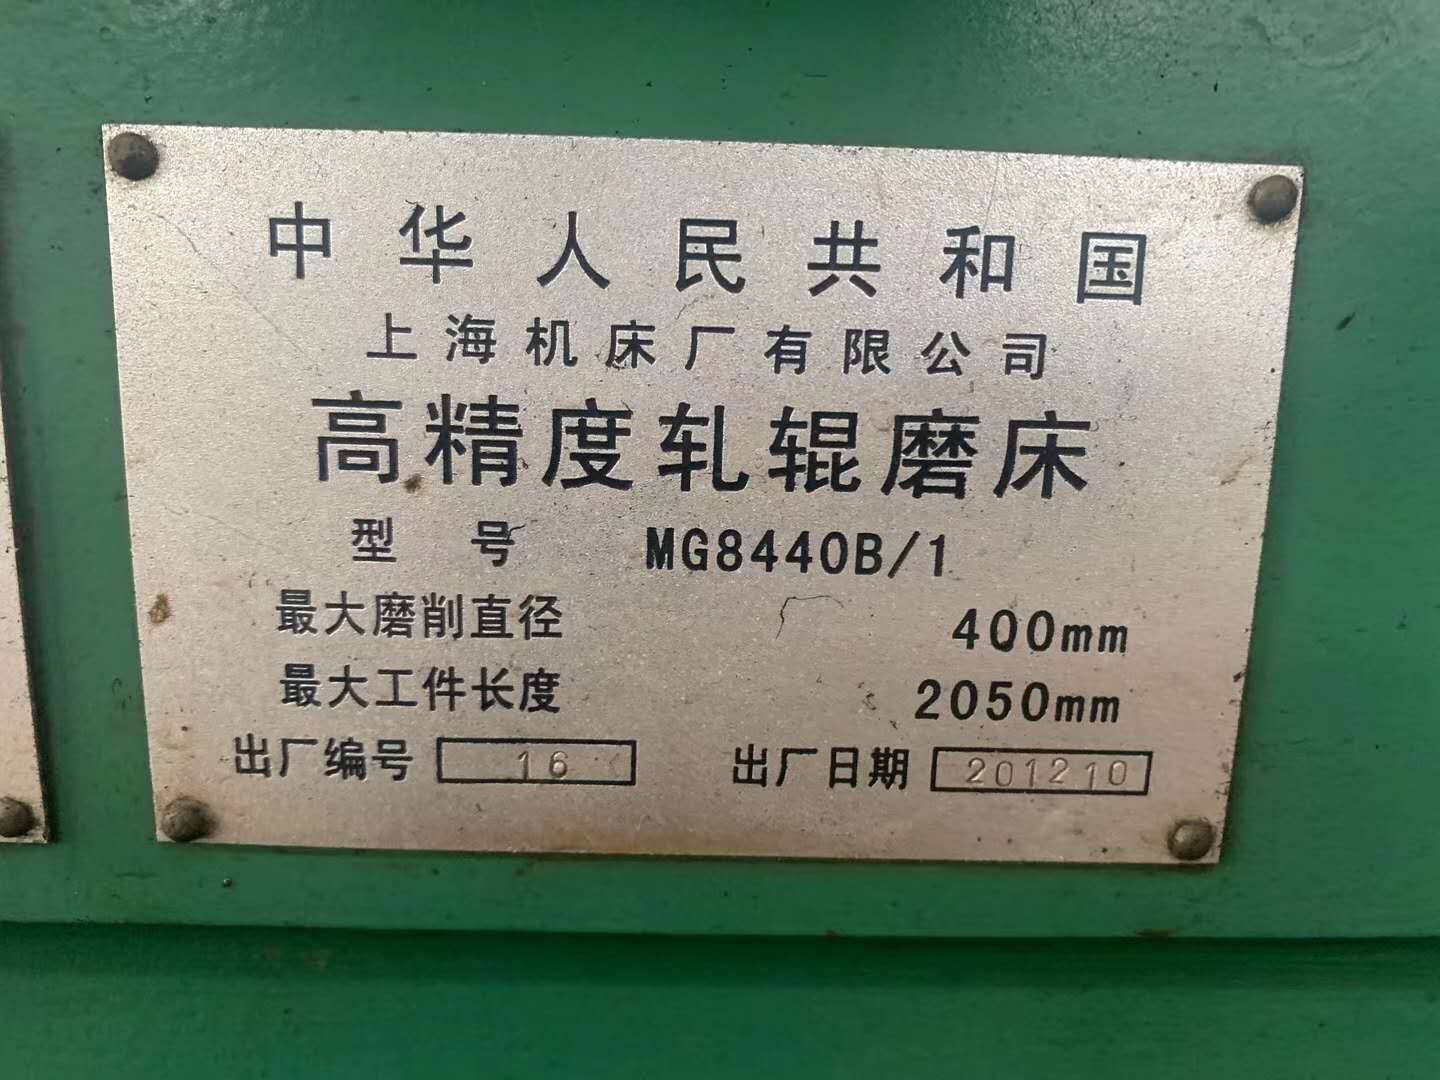 中华人民共和国
上海机床厂有限公司
高精度轧辊磨床
型号 MG8440B/1
最大磨削直径 400mm
最大工件长度 2050mm
出厂编号 16 出厂日期 201210